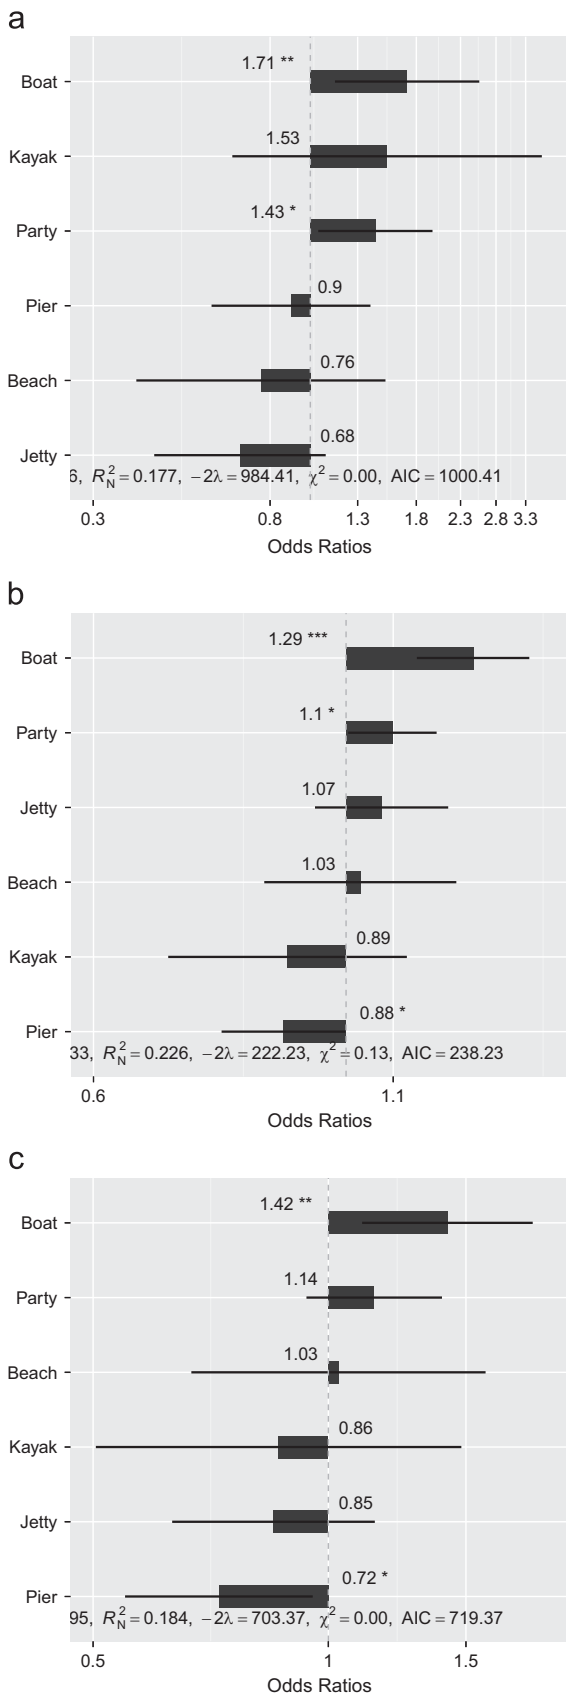 a
1.71 **
Boat
1.53
Kayak
1.43 *
Party
0.9
Pier
0.76
Beach
0.68
Jetty
6, R²N=0.177, −2λ=984.41, χ²=0.00, AIC=1000.41
0.3 0.8 1.3 1.8 2.3 2.8 3.3
Odds Ratios
b
1.29 ***
Boat
1.1 *
Party
1.07
Jetty
1.03
Beach
0.89
Kayak
0.88 *
Pier
33, R²N=0.226, −2λ=222.23, χ²=0.13, AIC=238.23
0.6 1.1
Odds Ratios
c
1.42 **
Boat
1.14
Party
1.03
Beach
0.86
Kayak
0.85
Jetty
0.72 *
Pier
95, R²N=0.184, −2λ=703.37, χ²=0.00, AIC=719.37
0.5 1 1.5
Odds Ratios